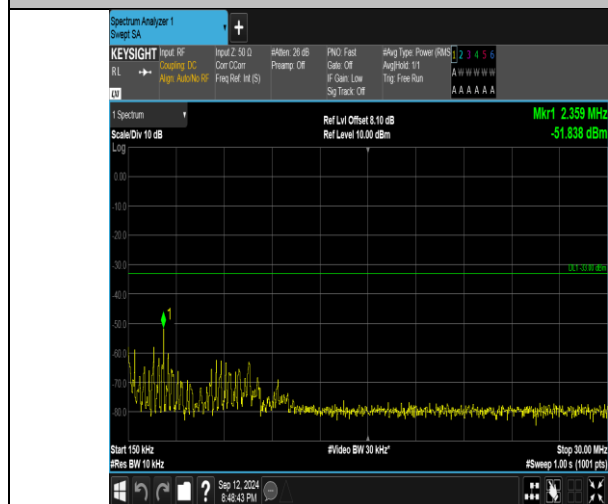 Spectrum Analyzer 1
Swept SA
+
KEYSIGHT
RL
LXI
Input: RF
Coupling: DC
Align: Auto/No RF
Input Z: 50 Ω
Corr CCorr
Freq Ref: Int (S)
#Atten: 26 dB
Preamp: Off
PNO: Fast
Gate: Off
IF Gain: Low
Sig Track: Off
#Avg Type: Power (RMS
Avg|Hold: 1/1
Trig: Free Run
1 2 3 4 5 6
A W W W W W
A A A A A A
1 Spectrum
Scale/Div 10 dB
Ref Lvl Offset 8.10 dB
Ref Level 10.00 dBm
Mkr1 2.359 MHz
-51.838 dBm
Log
0.00
-10.0
-20.0
-30.0
DL1 -33.00 dBm
-40.0
-50.0
1
-60.0
-70.0
-80.0
Start 150 kHz
#Res BW 10 kHz
#Video BW 30 kHz*
Stop 30.00 MHz
#Sweep 1.00 s (1001 pts)
?
Sep 12, 2024
8:48:43 PM